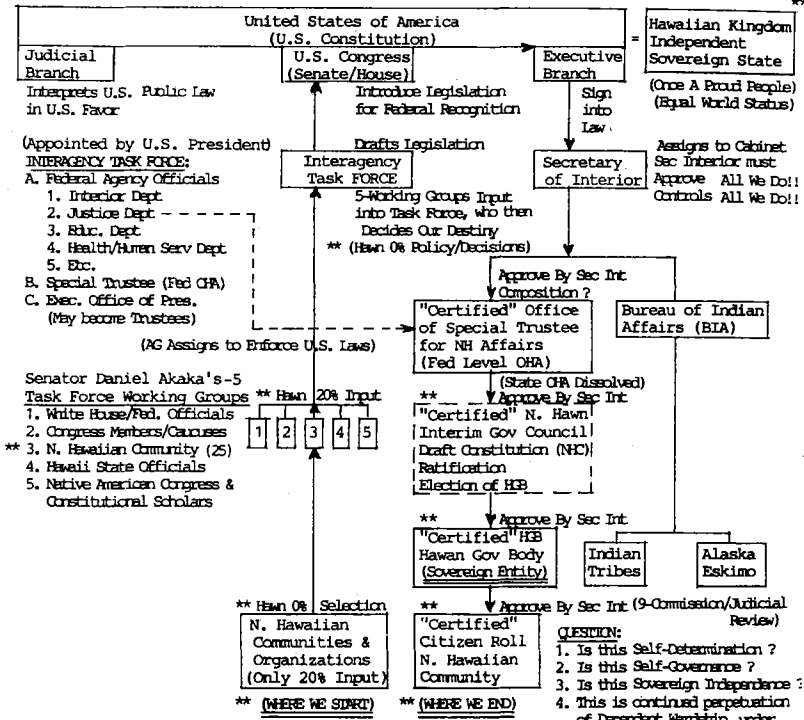 **
United States of America
(U.S. Constitution)
Judicial
Branch
U.S. Congress
(Senate/House)
Executive
Branch
=
Hawaiian Kingdom
Independent
Sovereign State
Interprets U.S. Public Law
in U.S. Favor
Introduce Legislation
for Federal Recognition
Sign
into
Law
(Once A Proud People)
(Equal World Status)
(Appointed by U.S. President)
INTERAGENCY TASK FORCE:
A. Federal Agency Officials
1. Interior Dept
2. Justice Dept
3. Educ. Dept
4. Health/Human Serv Dept
5. Etc.
B. Special Trustee (Fed OHA)
C. Exec. Office of Pres.
(May become Trustees)
Drafts Legislation
Interagency
Task FORCE
5-Working Groups Input
into Task Force, who then
Decides Our Destiny
** (Hawn 0% Policy/Decisions)
Secretary
of Interior
Assigns to Cabinet
Sec Interior must
Approve All We Do!!
Controls All We Do!!
(AG Assigns to Enforce U.S. Laws)
Approve By Sec Int
Composition ?
"Certified" Office
of Special Trustee
for NH Affairs
(Fed Level OHA)
Bureau of Indian
Affairs (BIA)
(State OHA Dissolved)
Senator Daniel Akaka's-5
Task Force Working Groups
1. White House/Fed. Officials
2. Congress Members/Caucuses
** 3. N. Hawaiian Community (25)
4. Hawaii State Officials
5. Native American Congress &
Constitutional Scholars
** Hawn 20% Input
1 2 3 4 5
** Approve By Sec Int
"Certified" N. Hawn
Interim Gov Council
Draft Constitution (NHC)
Ratification
Election of HGB
** Approve By Sec Int
"Certified" HGB
Hawan Gov Body
(Sovereign Entity)
Indian
Tribes
Alaska
Eskimo
** Hawn 0% Selection
N. Hawaiian
Communities &
Organizations
(Only 20% Input)
** (WHERE WE START)
** Approve By Sec Int (9-Commission/Judicial
Review)
"Certified"
Citizen Roll
N. Hawaiian
Community
** (WHERE WE END)
QUESTION:
1. Is this Self-Determination ?
2. Is this Self-Governance ?
3. Is this Sovereign Independence ?
4. This is continued perpetuation
of Dependent Wardship under